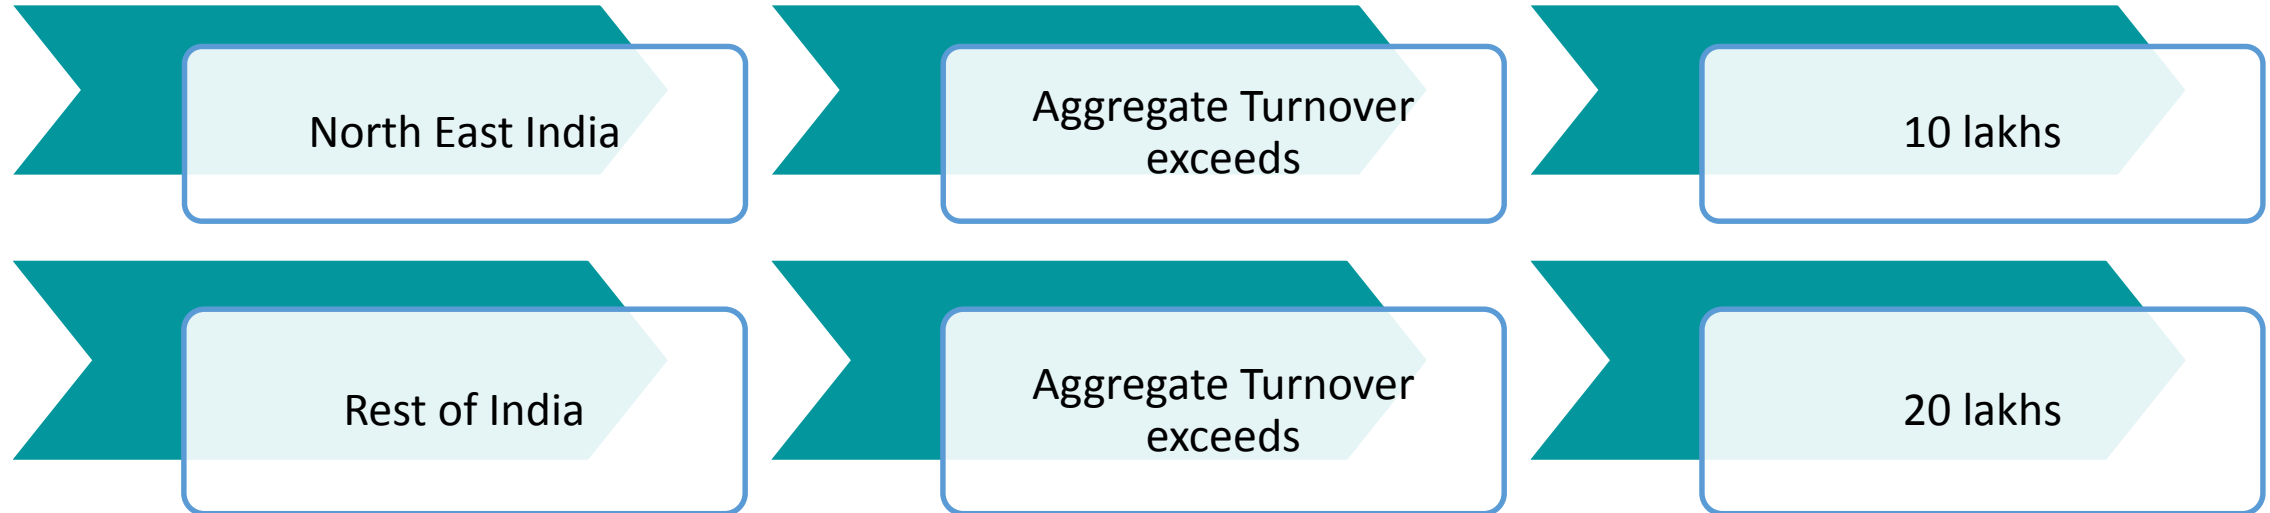 North East India
Aggregate Turnover
exceeds
10 lakhs
Rest of India
Aggregate Turnover
exceeds
20 lakhs